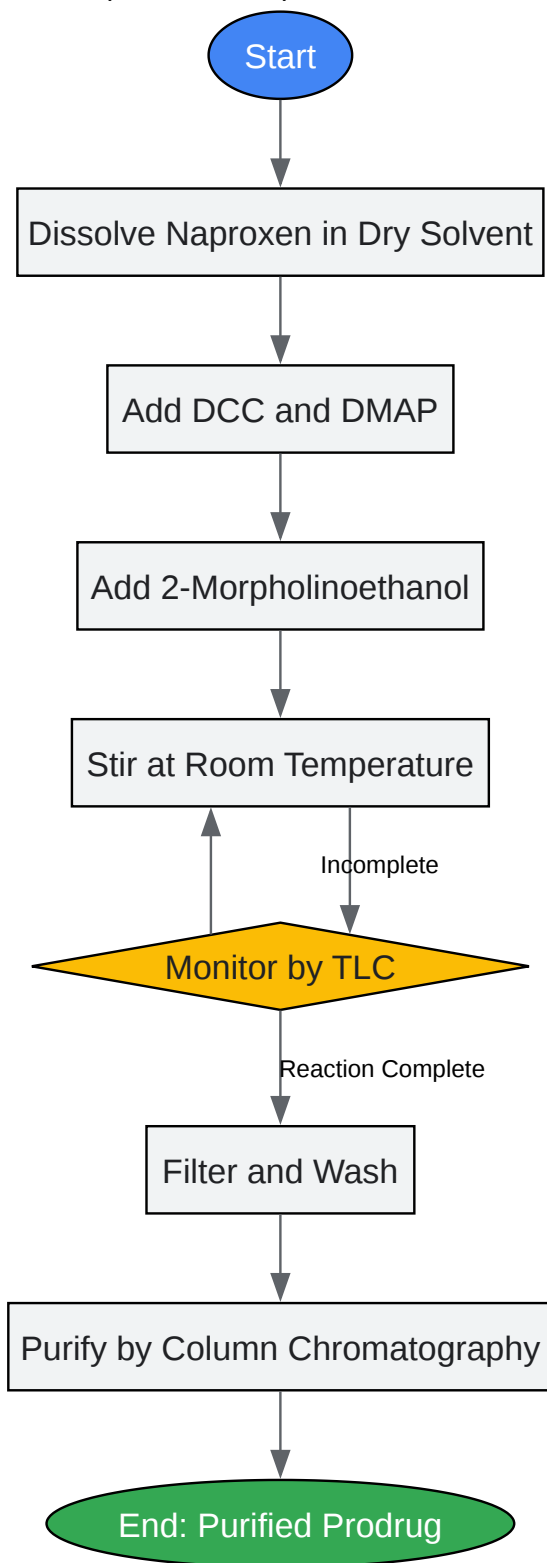 Start
Dissolve Naproxen in Dry Solvent
Add DCC and DMAP
Add 2-Morpholinoethanol
Stir at Room Temperature
Incomplete
Monitor by TLC
Reaction Complete
Filter and Wash
Purify by Column Chromatography
End: Purified Prodrug